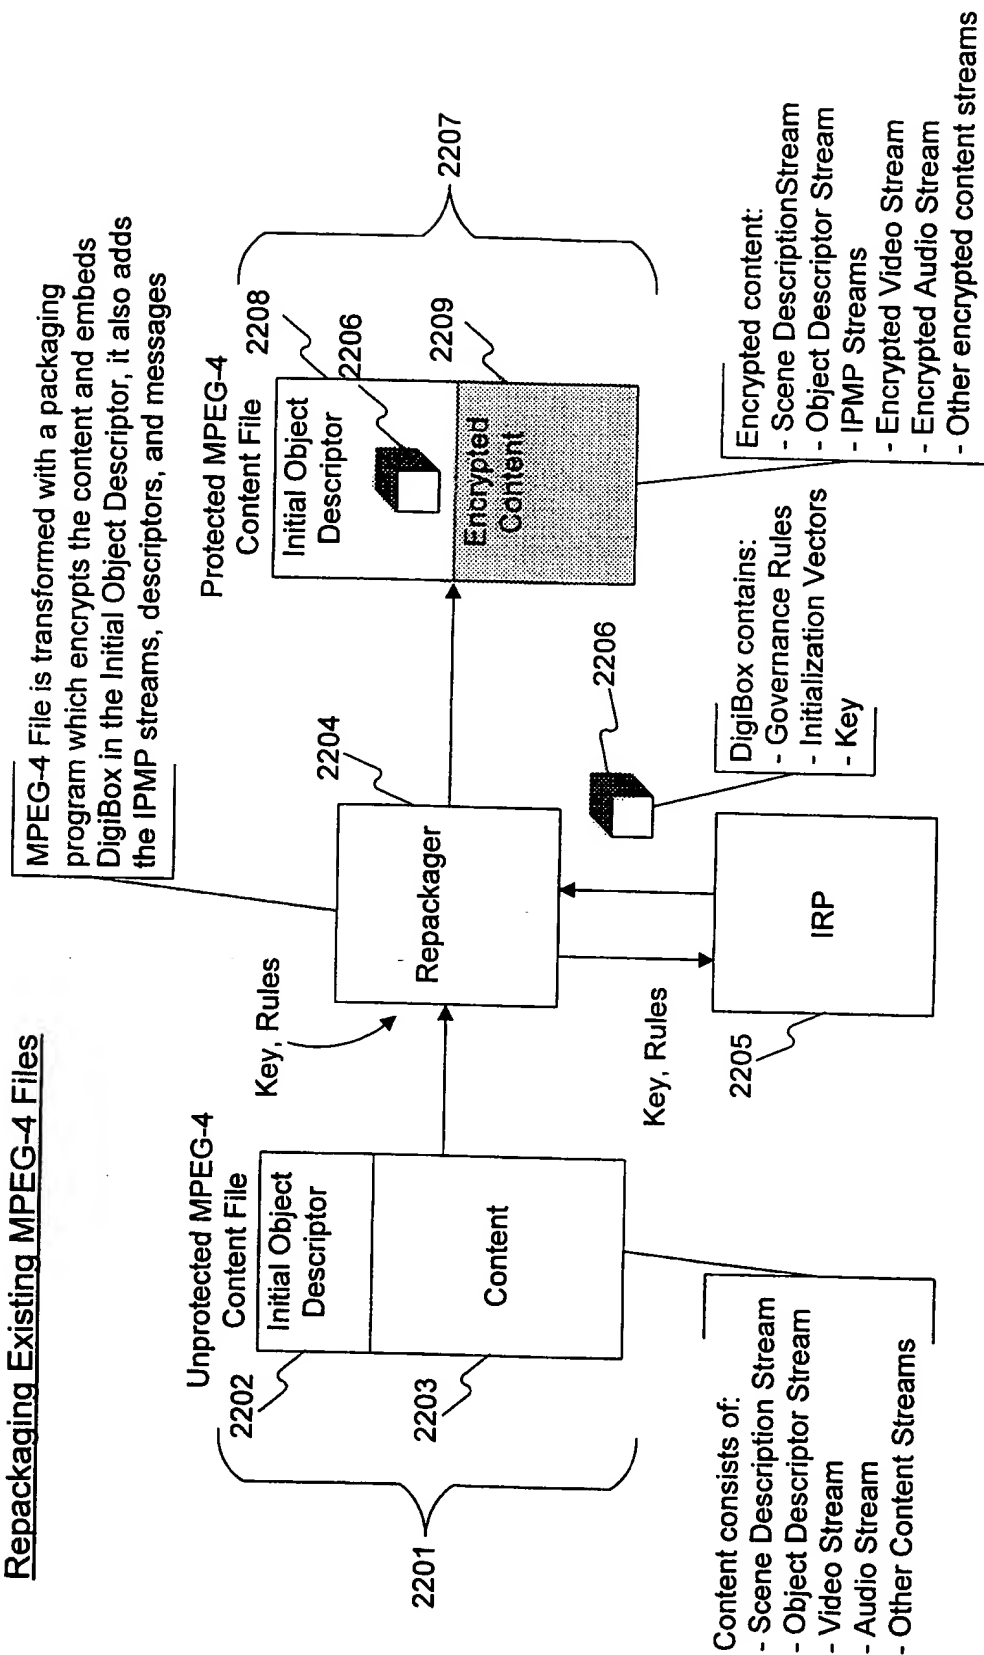 Repackaging Existing MPEG-4 Files
MPEG-4 File is transformed with a packaging
program which encrypts the content and embeds
DigiBox in the Initial Object Descriptor, it also adds
the IPMP streams, descriptors, and messages
Unprotected MPEG-4
Content File
2202
Initial Object
Descriptor
2203
Content
2201
Content consists of:
- Scene Description Stream
- Object Descriptor Stream
- Video Stream
- Audio Stream
- Other Content Streams
Key, Rules
2204
Repackager
Key, Rules
2205
IRP
2206
DigiBox contains:
- Governance Rules
- Initialization Vectors
- Key
Protected MPEG-4
Content File
2208
Initial Object
Descriptor
2206
2209
Encrypted
Content
2207
Encrypted content:
- Scene DescriptionStream
- Object Descriptor Stream
- IPMP Streams
- Encrypted Video Stream
- Encrypted Audio Stream
- Other encrypted content streams